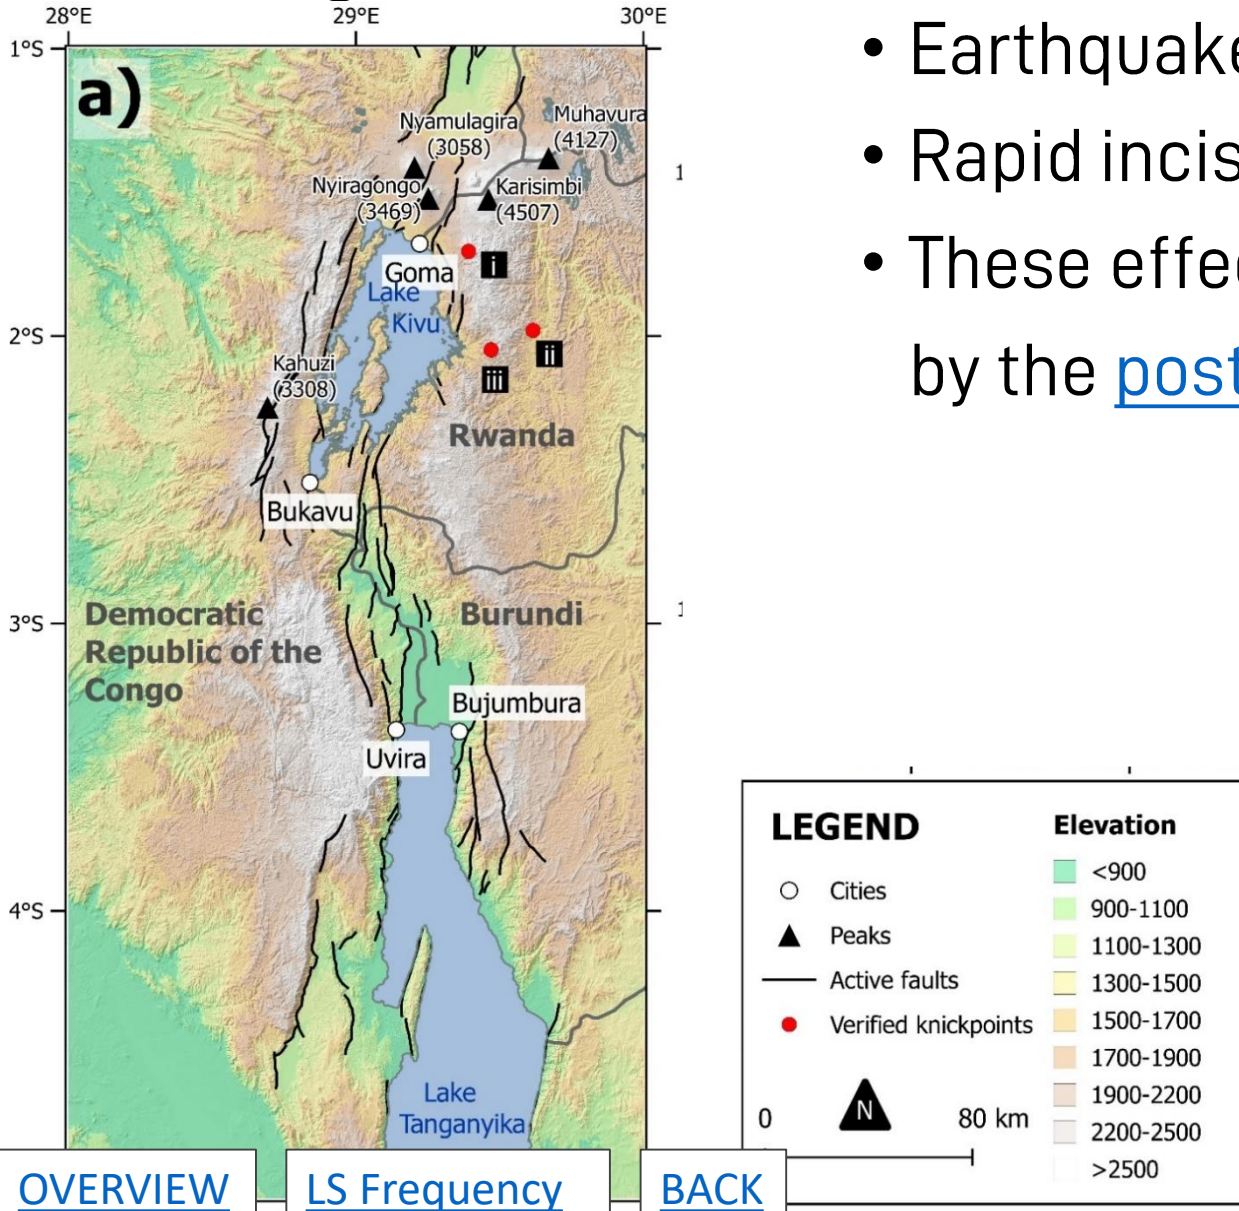 28°E
29°E
30°E
1°S
2°S
3°S
4°S
a)
Nyamulagira
(3058)
Muhavura
(4127)
Nyiragongo
(3469)
Karisimbi
(4507)
Goma
i
Lake
Kivu
ii
iii
Kahuzi
(3308)
Rwanda
Bukavu
Democratic
Republic of the
Congo
Burundi
Bujumbura
Uvira
Lake
Tanganyika
1
1
• Earthquake
• Rapid incis
• These effe
by the post
LEGEND
Cities
Peaks
Active faults
Verified knickpoints
0
N
80 km
Elevation
<900
900-1100
1100-1300
1300-1500
1500-1700
1700-1900
1900-2200
2200-2500
>2500
OVERVIEW
LS Frequency
BACK